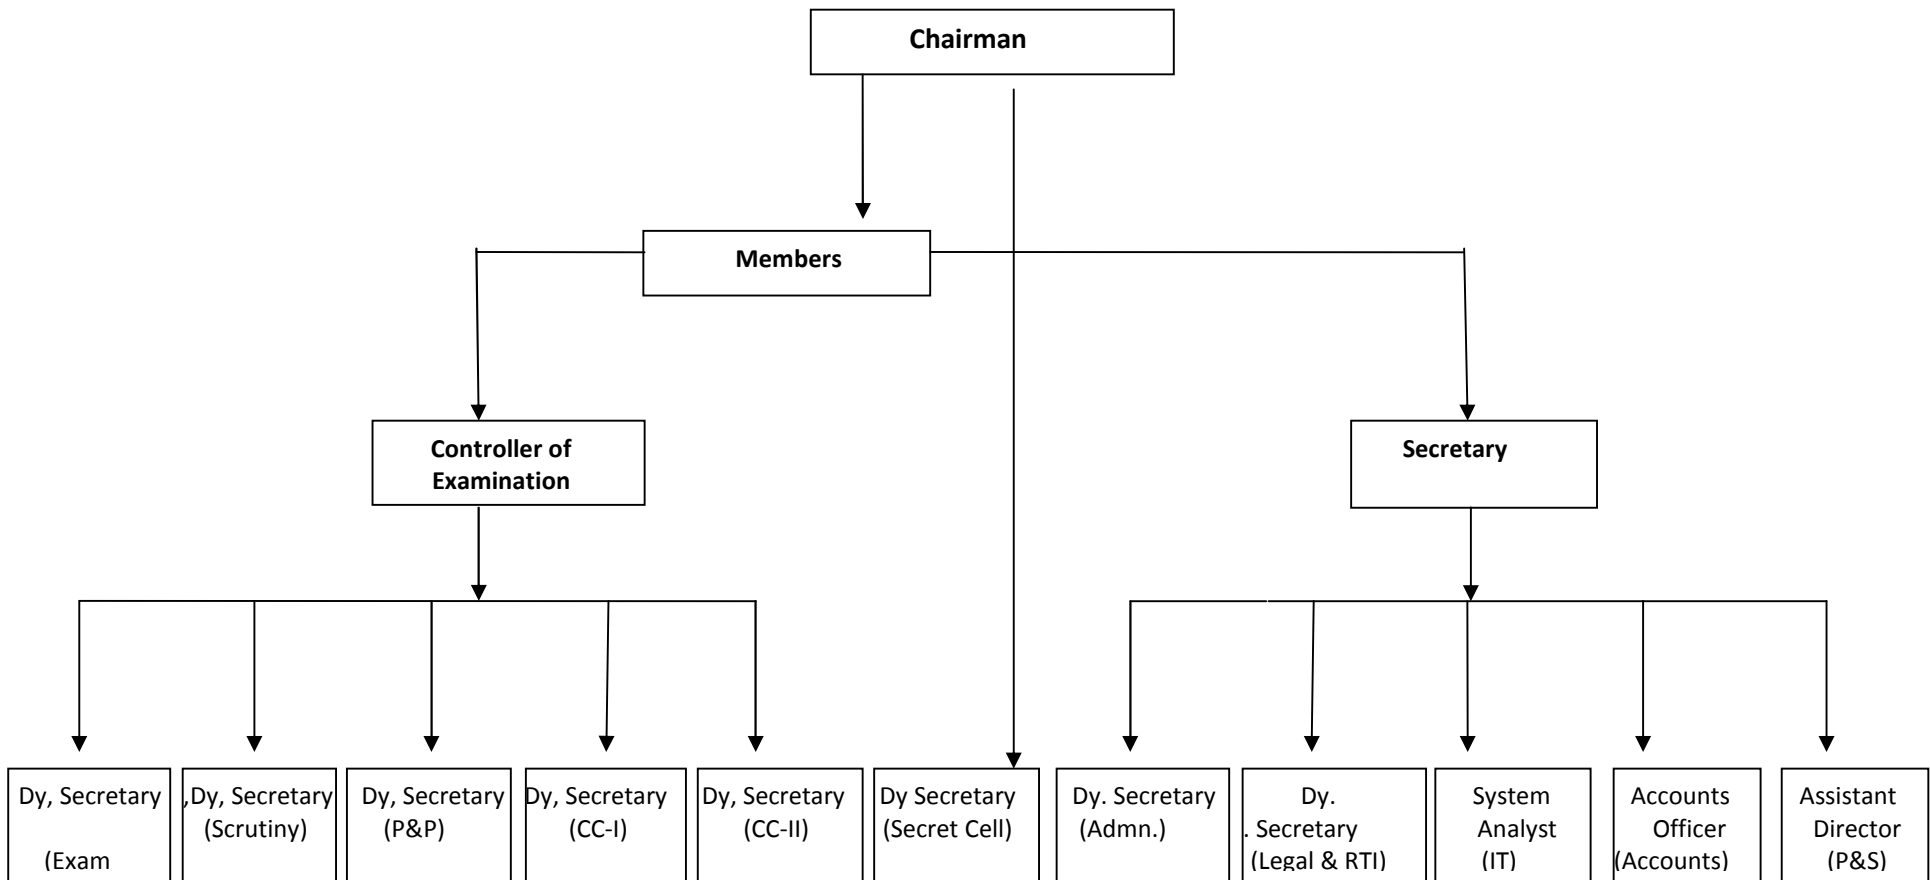 Chairman
Members
Controller of
Examination
Secretary
Dy, Secretary
(Exam
,Dy, Secretary
(Scrutiny)
Dy, Secretary
(P&P)
Dy, Secretary
(CC-I)
Dy, Secretary
(CC-II)
Dy Secretary
(Secret Cell)
Dy. Secretary
(Admn.)
Dy.
. Secretary
(Legal & RTI)
System
Analyst
(IT)
Accounts
Officer
(Accounts)
Assistant
Director
(P&S)